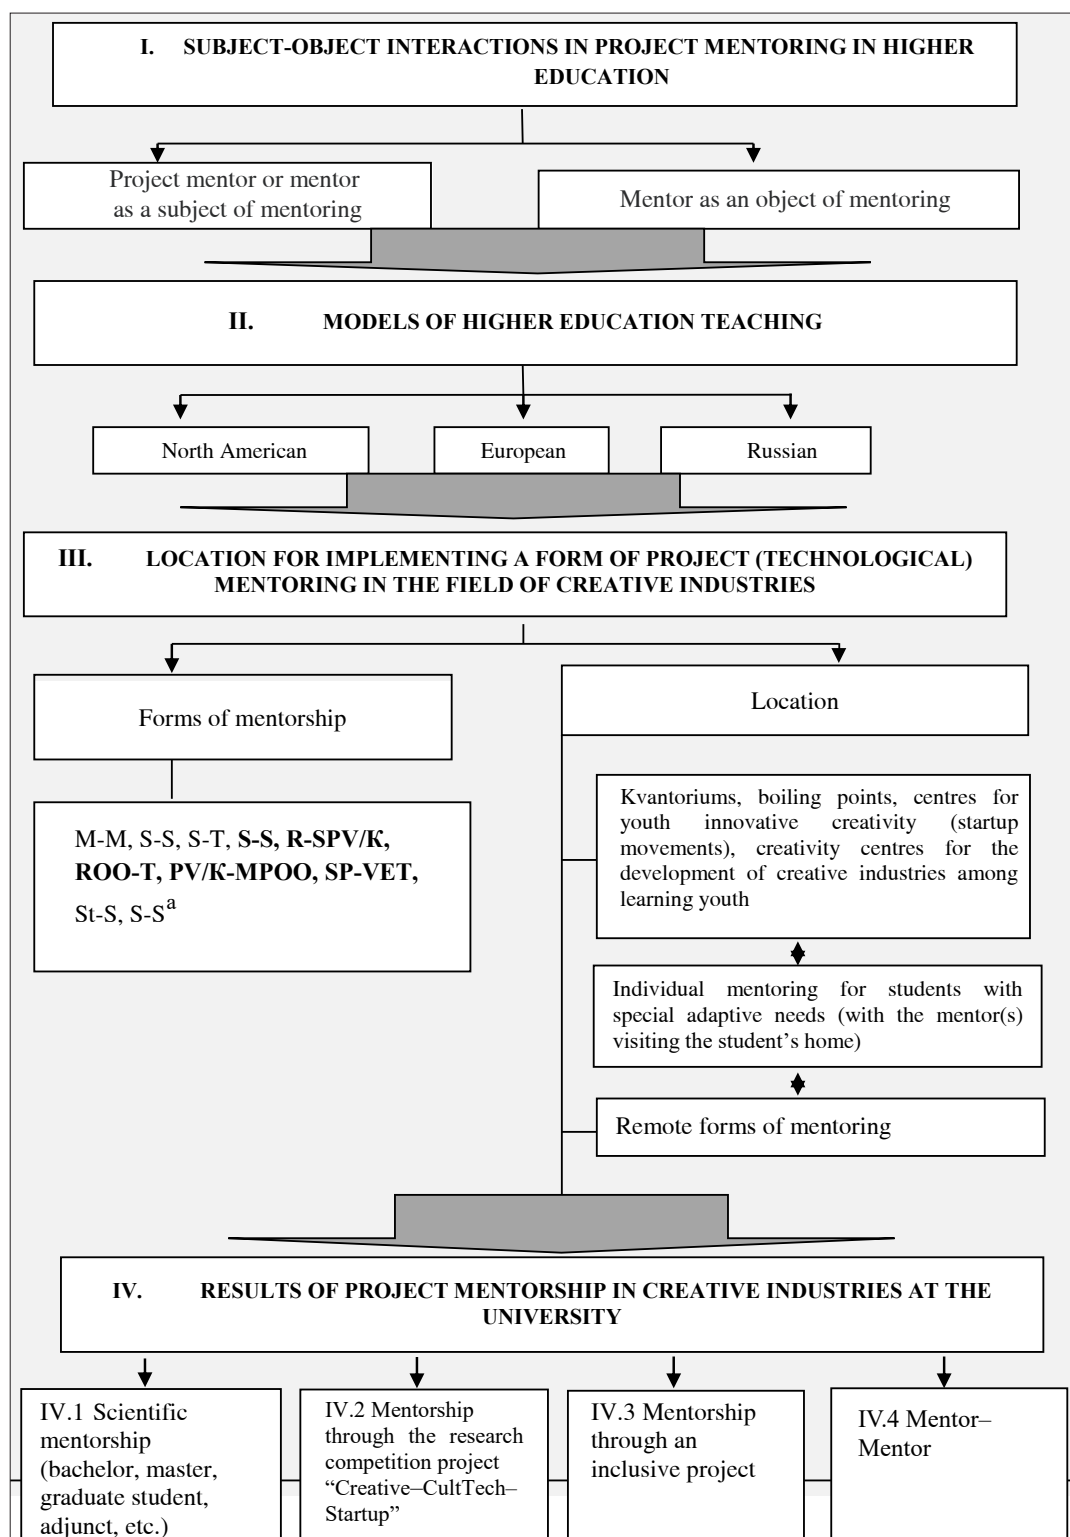 I. SUBJECT-OBJECT INTERACTIONS IN PROJECT MENTORING IN HIGHER
EDUCATION
Project mentor or mentor
as a subject of mentoring
Mentor as an object of mentoring
II. MODELS OF HIGHER EDUCATION TEACHING
North American
European
Russian
III. LOCATION FOR IMPLEMENTING A FORM OF PROJECT (TECHNOLOGICAL)
MENTORING IN THE FIELD OF CREATIVE INDUSTRIES
Forms of mentorship
Location
M-M, S-S, S-T, S-S, R-SPV/К,
ROO-T, PV/К-MPOO, SP-VET,
St-S, S-Sᵃ
Kvantoriums, boiling points, centres for
youth innovative creativity (startup
movements), creativity centres for the
development of creative industries among
learning youth
Individual mentoring for students with
special adaptive needs (with the mentor(s)
visiting the student’s home)
Remote forms of mentoring
IV. RESULTS OF PROJECT MENTORSHIP IN CREATIVE INDUSTRIES AT THE
UNIVERSITY
IV.1 Scientific
mentorship
(bachelor, master,
graduate student,
adjunct, etc.)
IV.2 Mentorship
through the research
competition project
“Creative–CultTech–
Startup”
IV.3 Mentorship
through an
inclusive project
IV.4 Mentor–
Mentor